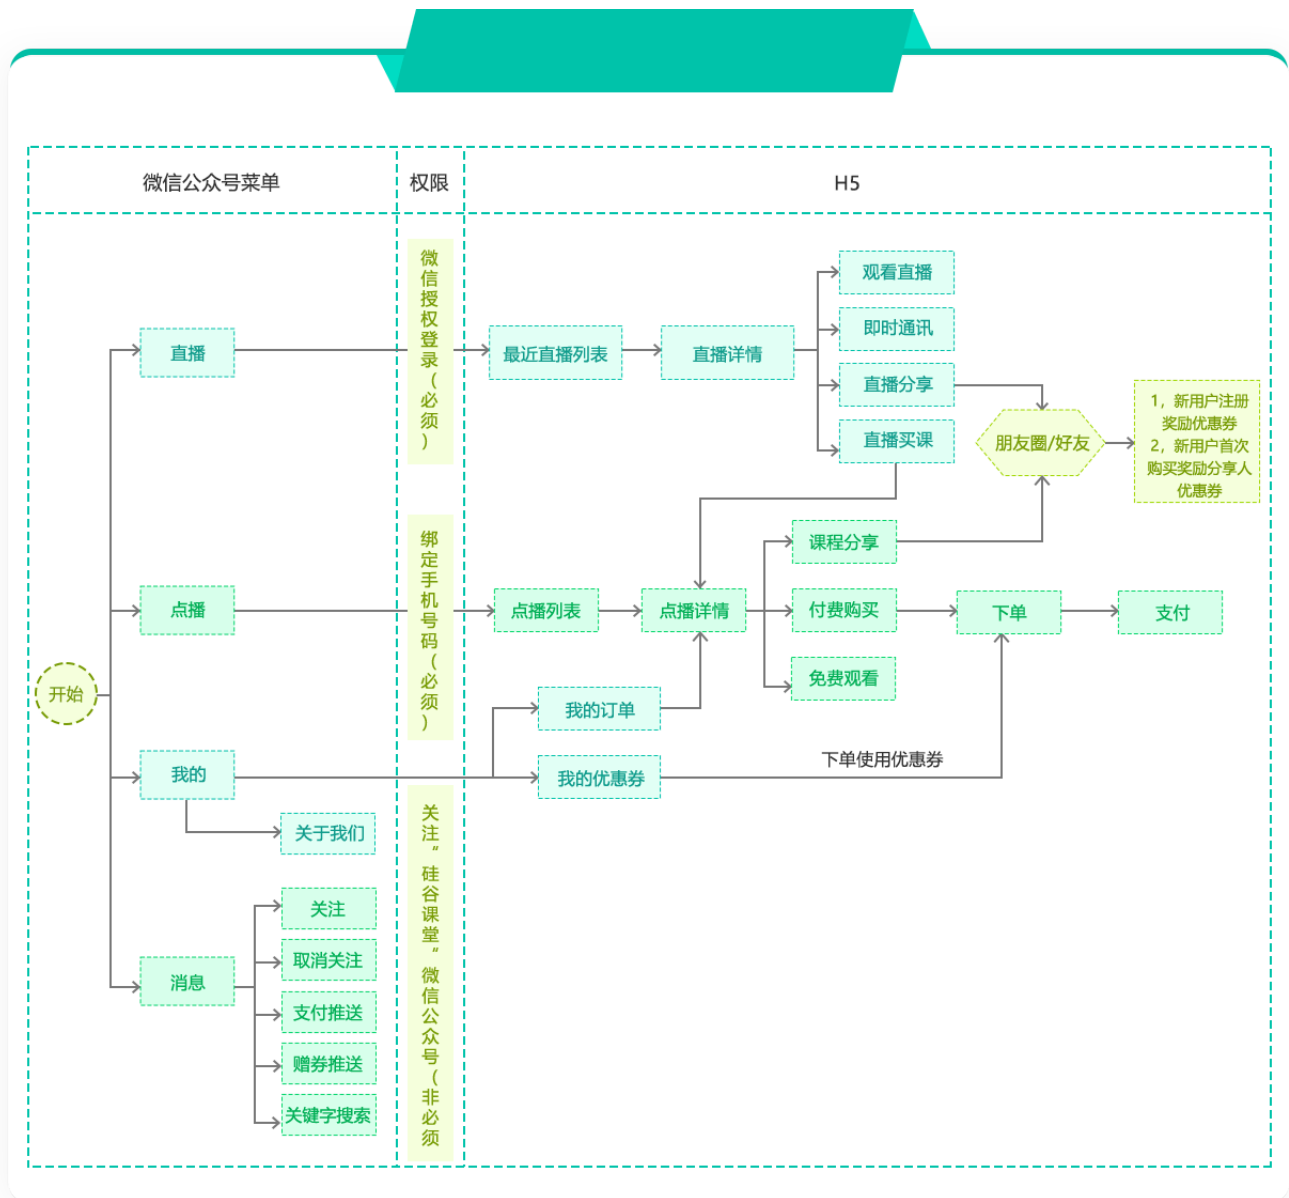 微信公众号菜单
权限
H5
微信授权登录（必须）
绑定手机号码（必须）
关注“硅谷课堂“微信公众号（非必须
开始
直播
最近直播列表
直播详情
观看直播
即时通讯
直播分享
直播买课
朋友圈/好友
1，新用户注册
奖励优惠券
2，新用户首次
购买奖励分享人
优惠券
点播
点播列表
点播详情
课程分享
付费购买
免费观看
下单
支付
我的
我的订单
我的优惠券
下单使用优惠券
关于我们
消息
关注
取消关注
支付推送
赠券推送
关键字搜索